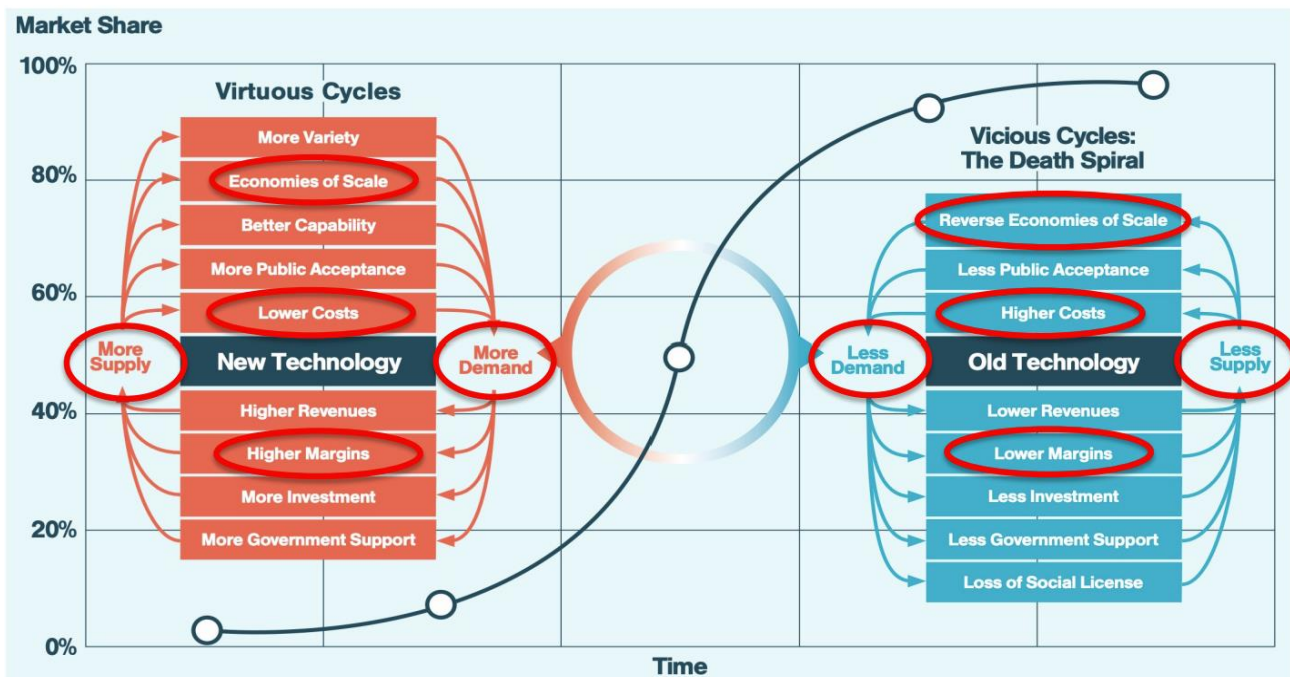 Market Share
100%
80%
60%
40%
20%
0%
Virtuous Cycles
More Variety
Economies of Scale
Better Capability
More Public Acceptance
Lower Costs
More
Supply
New Technology
More
Demand
Higher Revenues
Higher Margins
More Investment
More Government Support
Vicious Cycles:
The Death Spiral
Reverse Economies of Scale
Less Public Acceptance
Higher Costs
Less
Demand
Old Technology
Less
Supply
Lower Revenues
Lower Margins
Less Investment
Less Government Support
Loss of Social License
Time